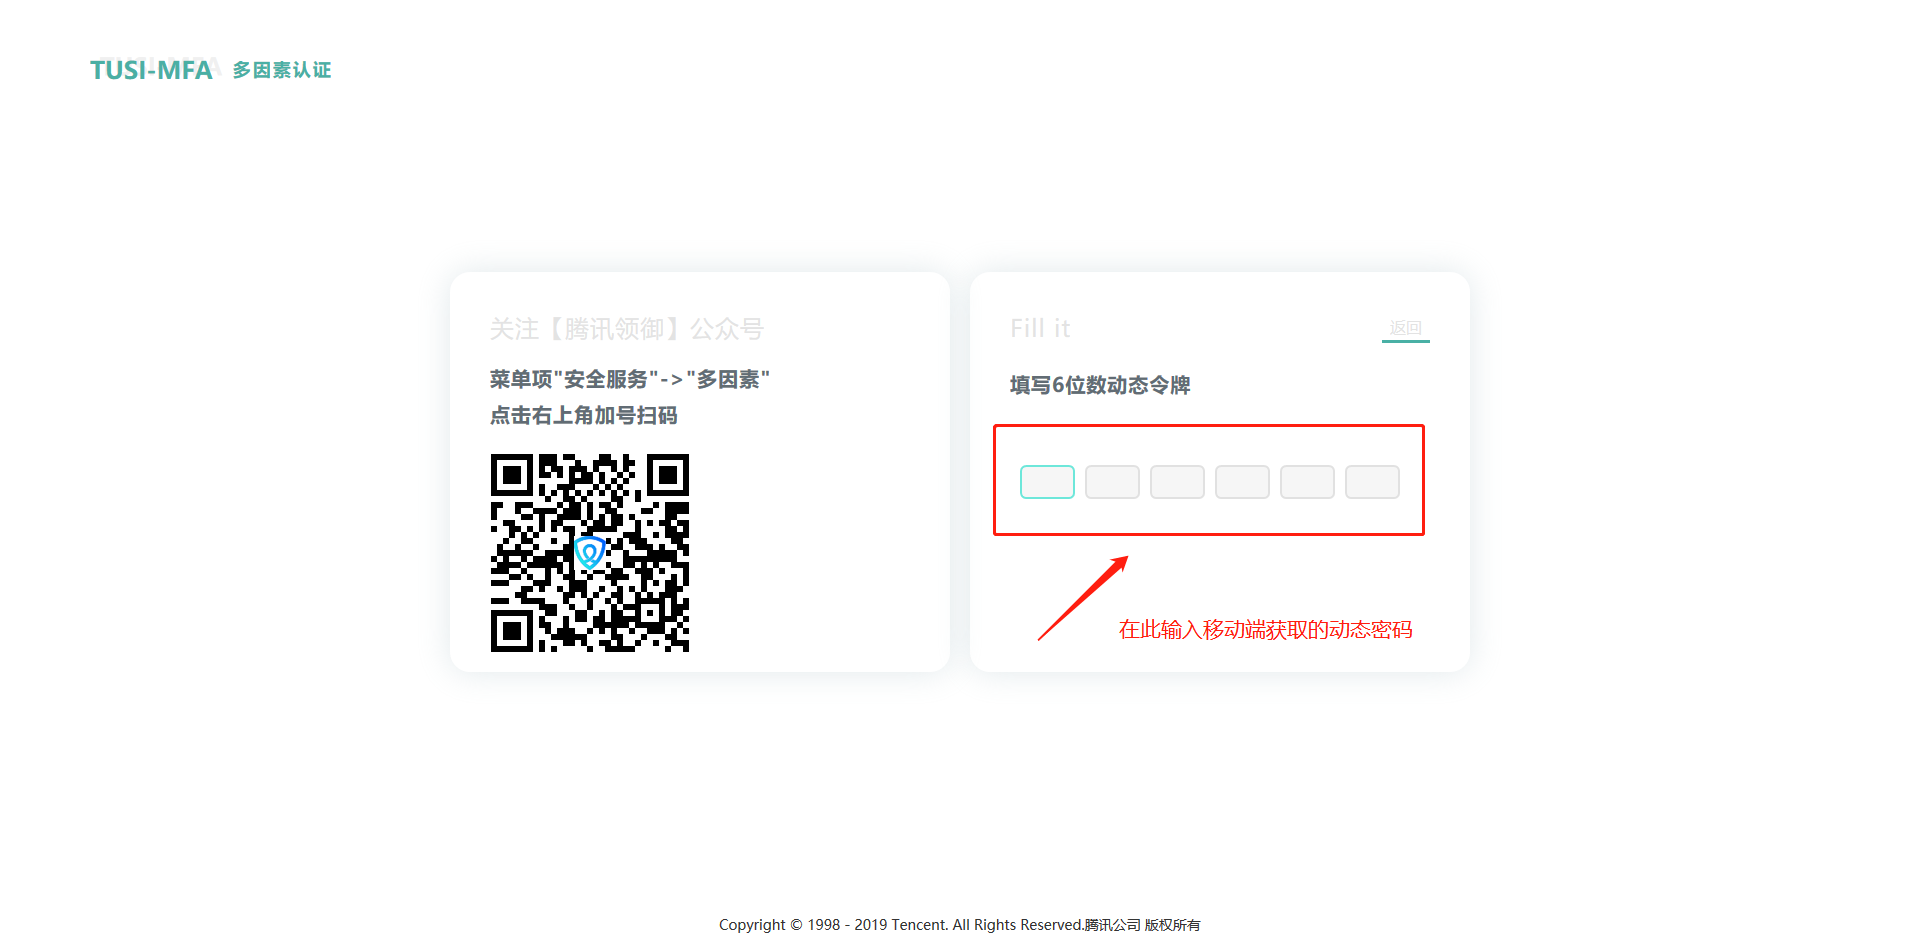 TUSI-MFA 多因素认证
关注【腾讯领御】公众号
菜单项"安全服务"->"多因素"
点击右上角加号扫码
Fill it
返回
填写6位数动态令牌
在此输入移动端获取的动态密码
Copyright © 1998 - 2019 Tencent. All Rights Reserved.腾讯公司 版权所有